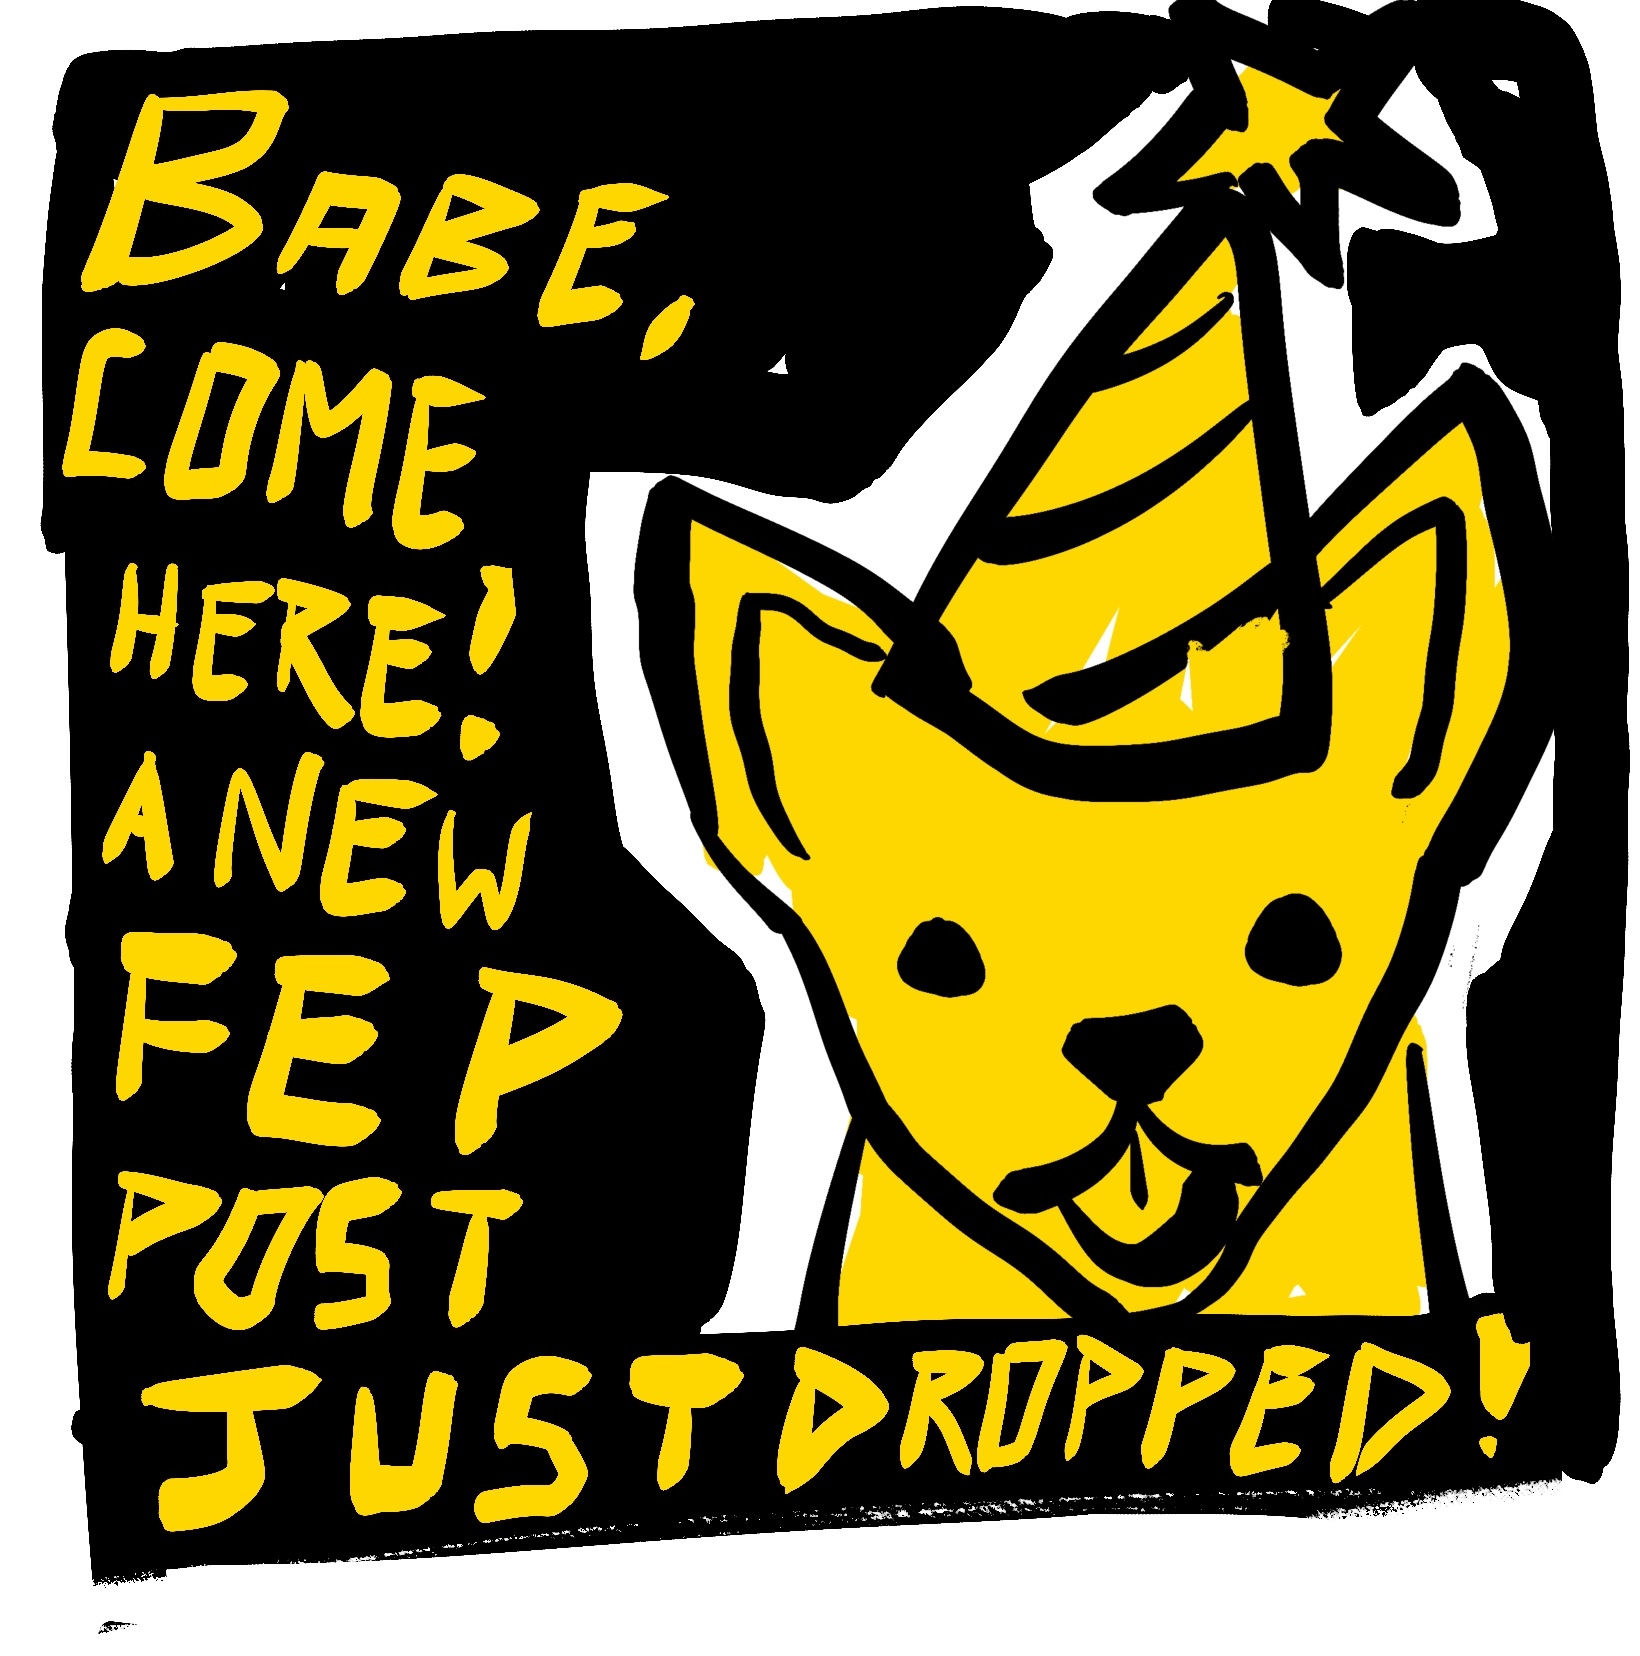 BABE,
COME
HERE!
A NEW
FEP
POST
JUST DROPPED!